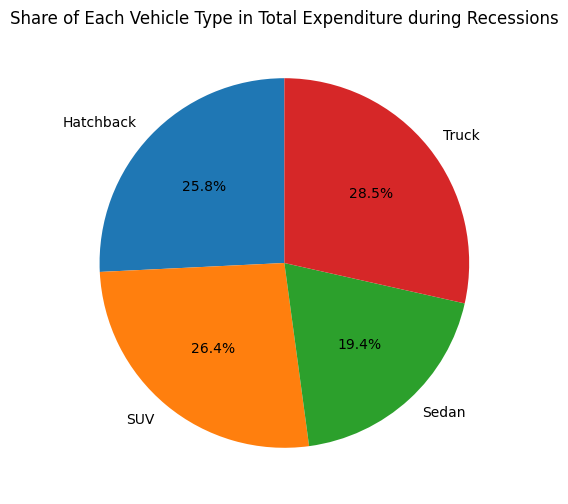 Share of Each Vehicle Type in Total Expenditure during Recessions
Hatchback
Truck
25.8%
28.5%
26.4%
19.4%
SUV
Sedan